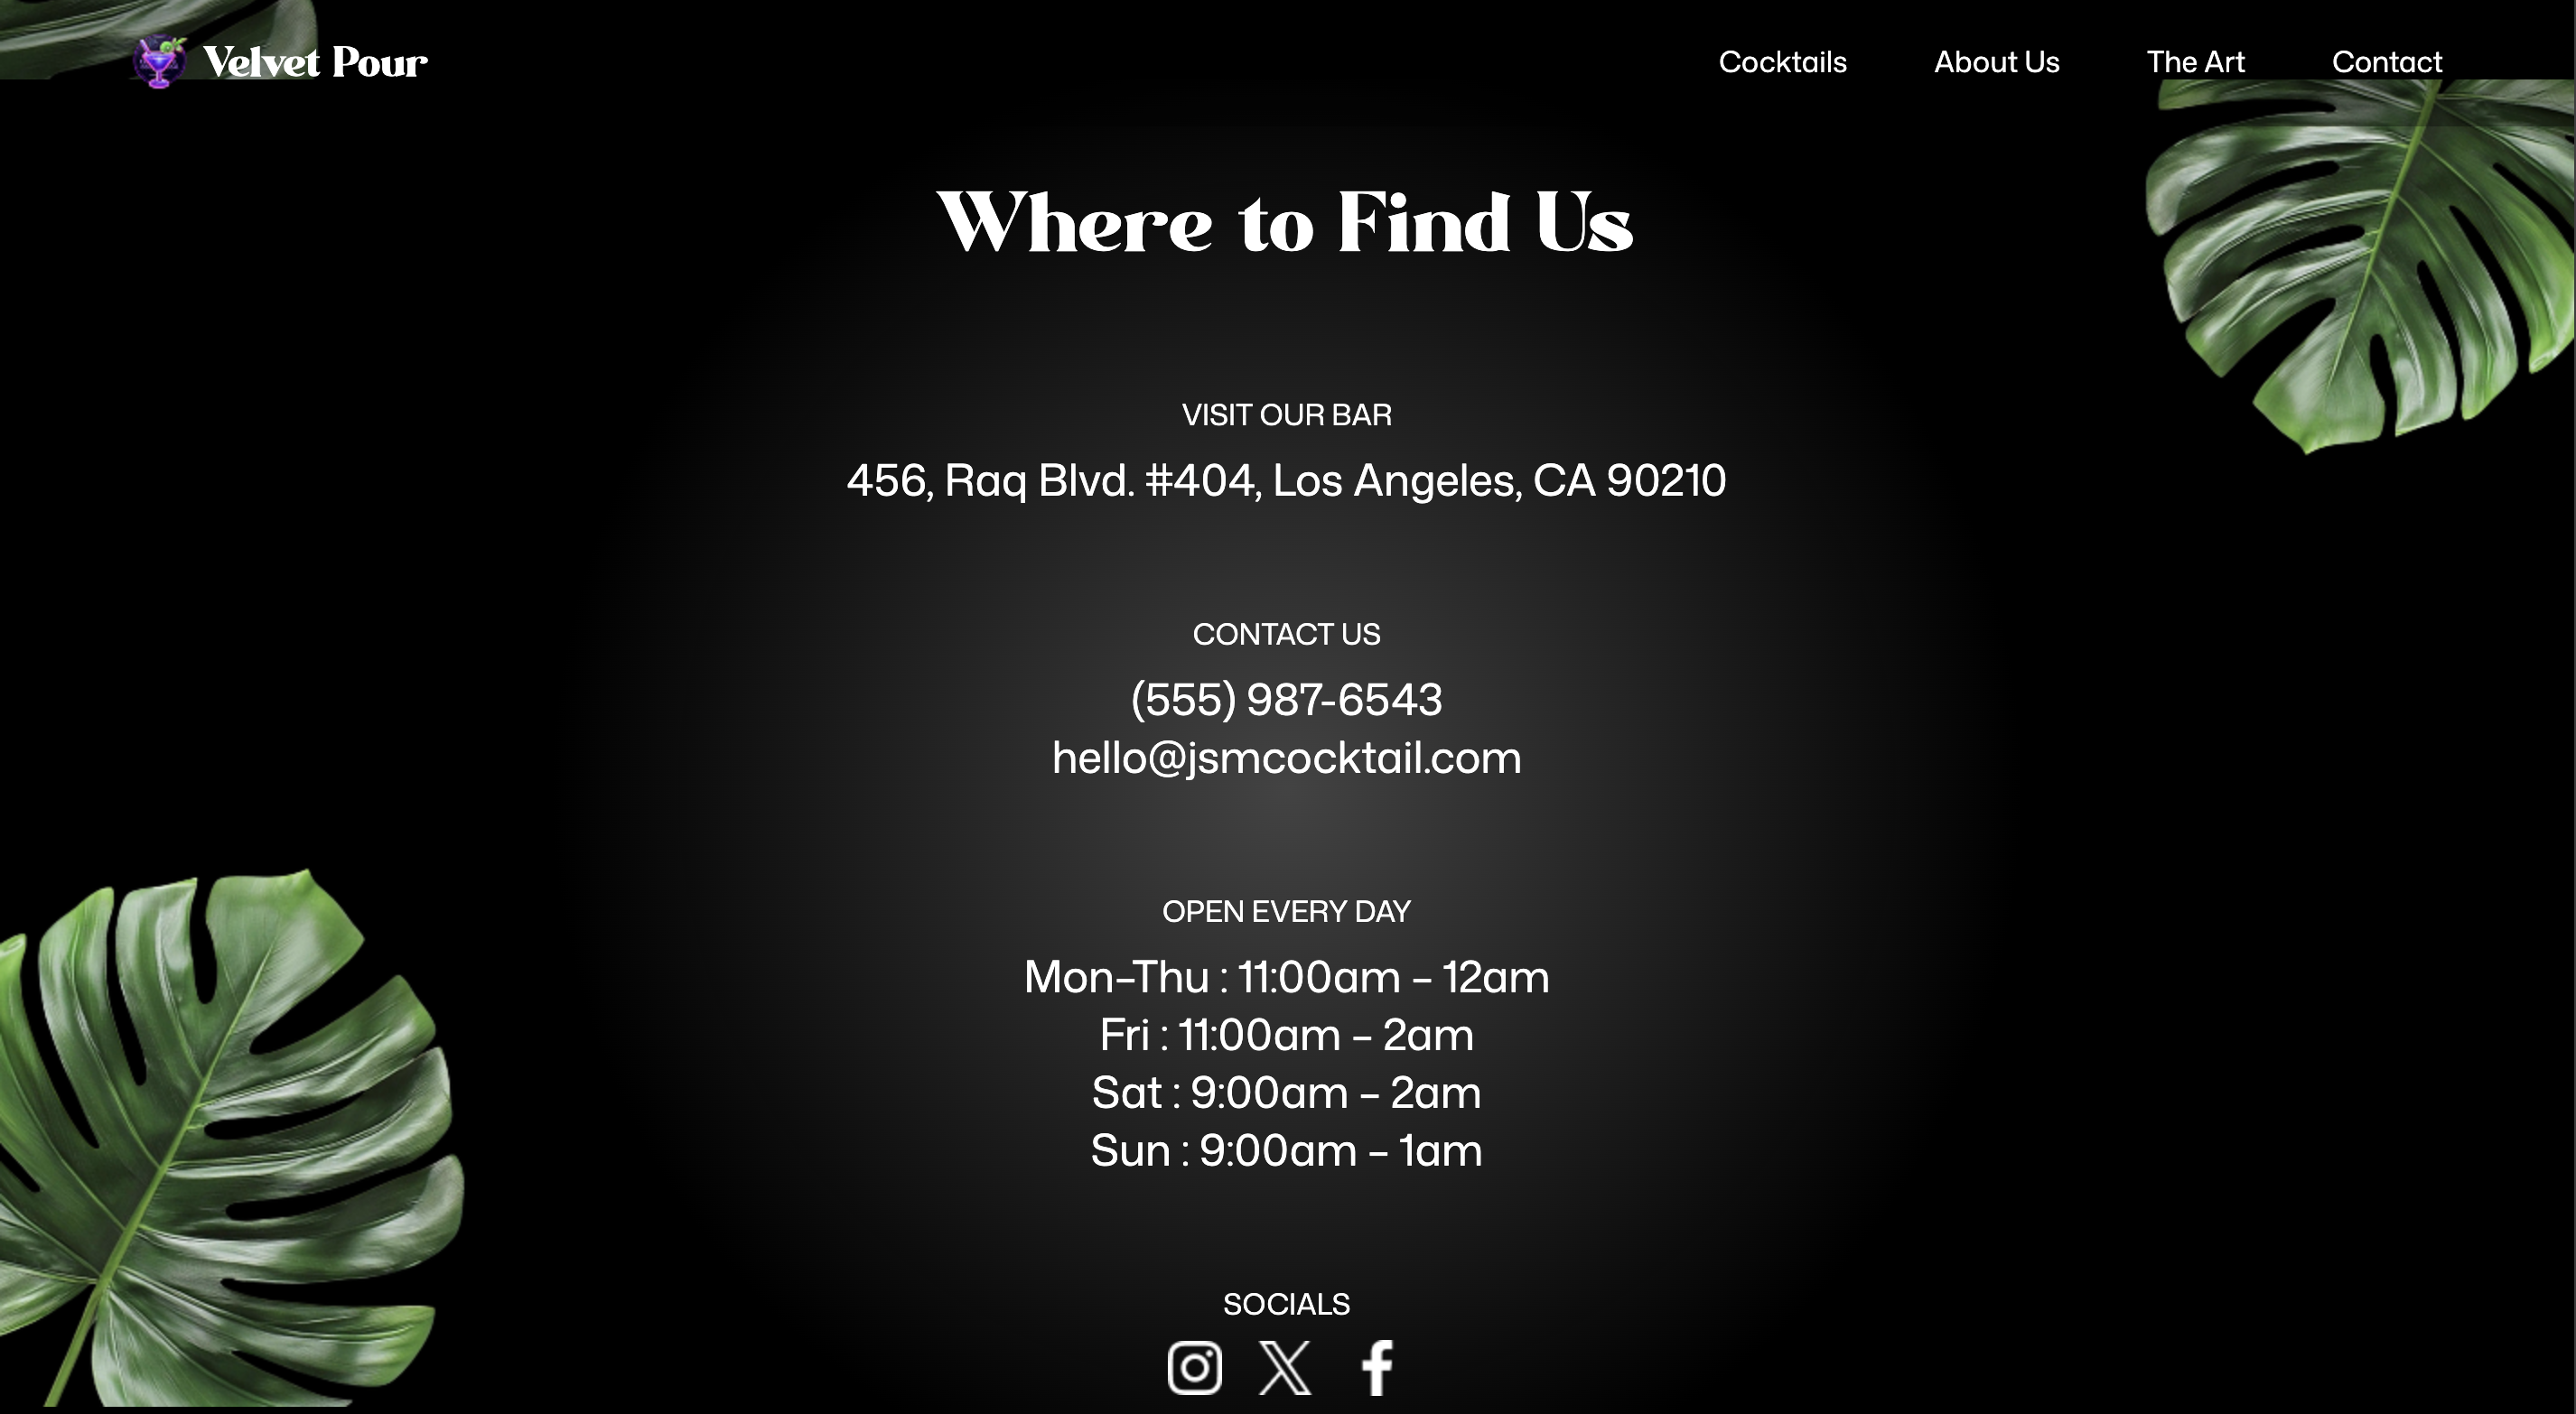 Velvet Pour
Cocktails
About Us
The Art
Contact
Where to Find Us
VISIT OUR BAR
456, Raq Blvd. #404, Los Angeles, CA 90210
CONTACT US
(555) 987-6543
hello@jsmcocktail.com
OPEN EVERY DAY
Mon–Thu : 11:00am – 12am
Fri : 11:00am – 2am
Sat : 9:00am – 2am
Sun : 9:00am – 1am
SOCIALS